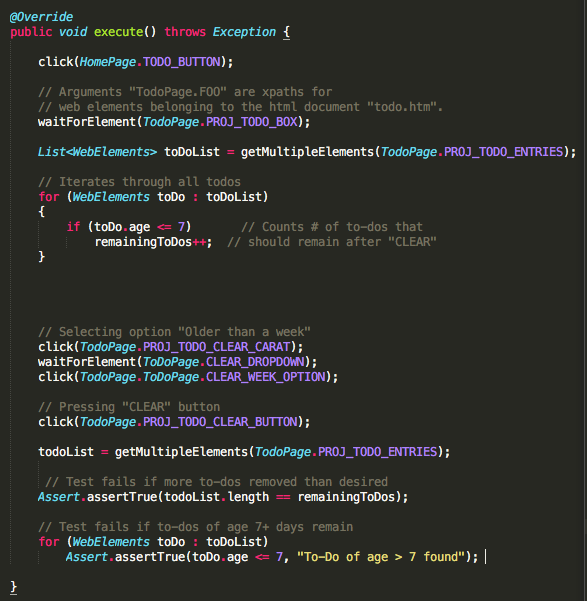 @Override
public void execute() throws Exception {
click(HomePage.TODO_BUTTON);
// Arguments "TodoPage.FOO" are xpaths for
// web elements belonging to the html document "todo.htm".
waitForElement(TodoPage.PROJ_TODO_BOX);
List<WebElements> toDoList = getMultipleElements(TodoPage.PROJ_TODO_ENTRIES);
// Iterates through all todos
for (WebElements toDo : toDoList)
{
if (toDo.age <= 7) // Counts # of to-dos that
remainingToDos++; // should remain after "CLEAR"
}
// Selecting option "Older than a week"
click(TodoPage.PROJ_TODO_CLEAR_CARAT);
waitForElement(ToDoPage.CLEAR_DROPDOWN);
click(TodoPage.ToDoPage.CLEAR_WEEK_OPTION);
// Pressing "CLEAR" button
click(TodoPage.PROJ_TODO_CLEAR_BUTTON);
todoList = getMultipleElements(TodoPage.PROJ_TODO_ENTRIES);
// Test fails if more to-dos removed than desired
Assert.assertTrue(todoList.length == remainingToDos);
// Test fails if to-dos of age 7+ days remain
for (WebElements toDo : toDoList)
Assert.assertTrue(toDo.age <= 7, "To-Do of age > 7 found");
}